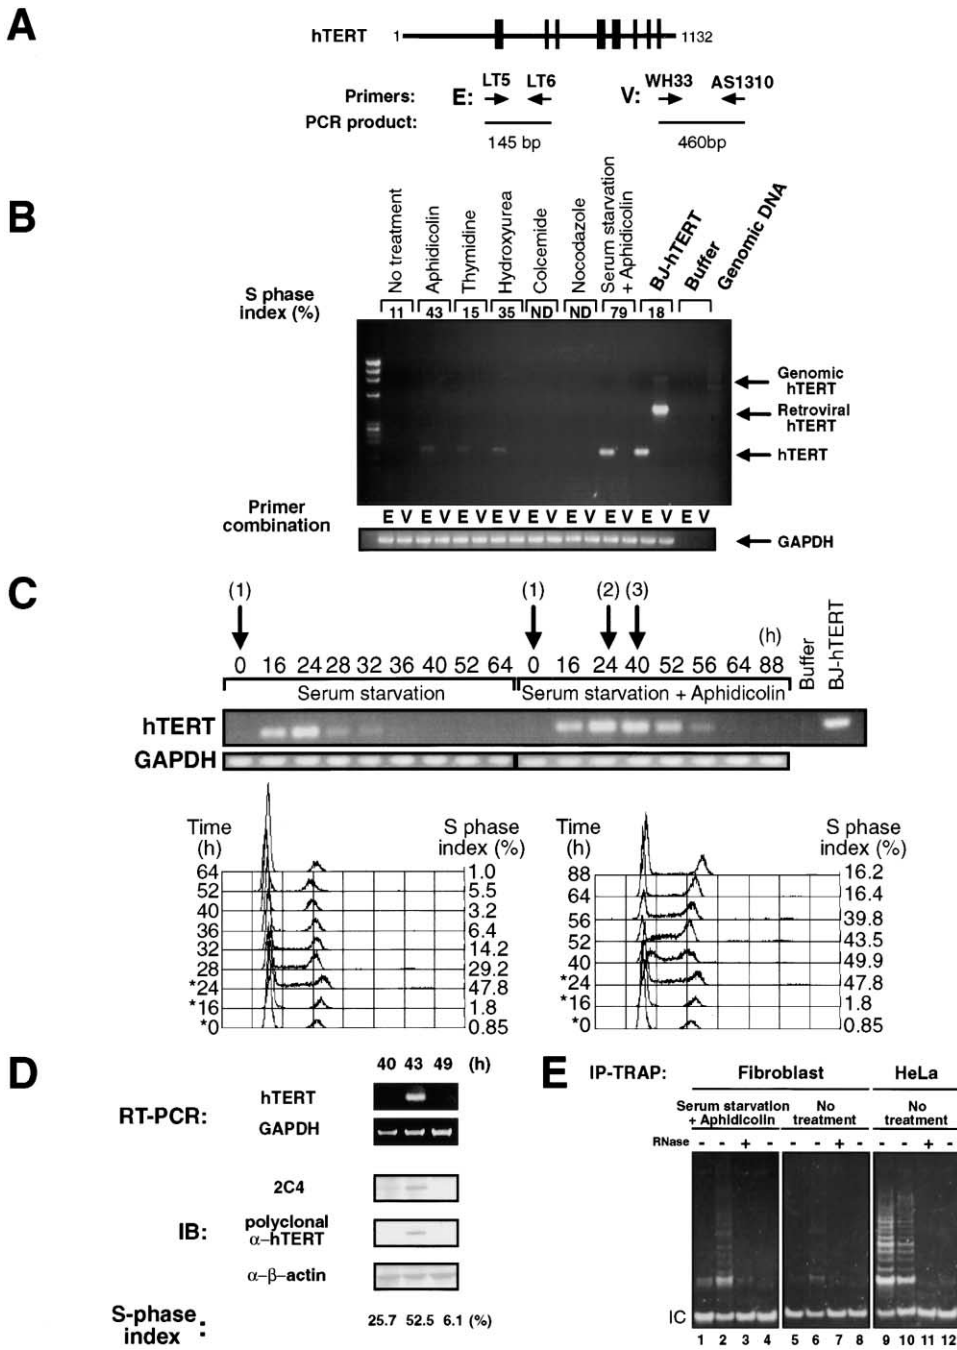 A
hTERT 1 1132
LT5 LT6 WH33 AS1310
Primers: E: V:
PCR product:
145 bp 460bp
B
No treatment
Aphidicolin
Thymidine
Hydroxyurea
Colcemide
Nocodazole
Serum starvation
+ Aphidicolin
BJ-hTERT
Buffer
Genomic DNA
S phase
index (%)
11 43 15 35 ND ND 79 18
Genomic
hTERT
Retroviral
hTERT
hTERT
Primer
combination
E V E V E V E V E V E V E V E V E V
GAPDH
C
(1) (1) (2) (3)
(h)
0 16 24 28 32 36 40 52 64 0 16 24 40 52 56 64 88
Buffer
BJ-hTERT
Serum starvation Serum starvation + Aphidicolin
hTERT
GAPDH
Time
(h)
S phase
index (%)
64 1.0
52 5.5
40 3.2
36 6.4
32 14.2
28 29.2
*24 47.8
*16 1.8
*0 0.85
Time
(h)
S phase
index (%)
88 16.2
64 16.4
56 39.8
52 43.5
40 49.9
*24 47.8
*16 1.8
*0 0.85
D
40 43 49 (h)
RT-PCR:
hTERT
GAPDH
IB:
2C4
polyclonal
α-hTERT
α-β-actin
S-phase
index :
25.7 52.5 6.1 (%)
E
IP-TRAP: Fibroblast HeLa
Serum starvation
+ Aphidicolin
No
treatment
No
treatment
RNase - - + - - - + - - - + -
IC
1 2 3 4 5 6 7 8 9 10 11 12